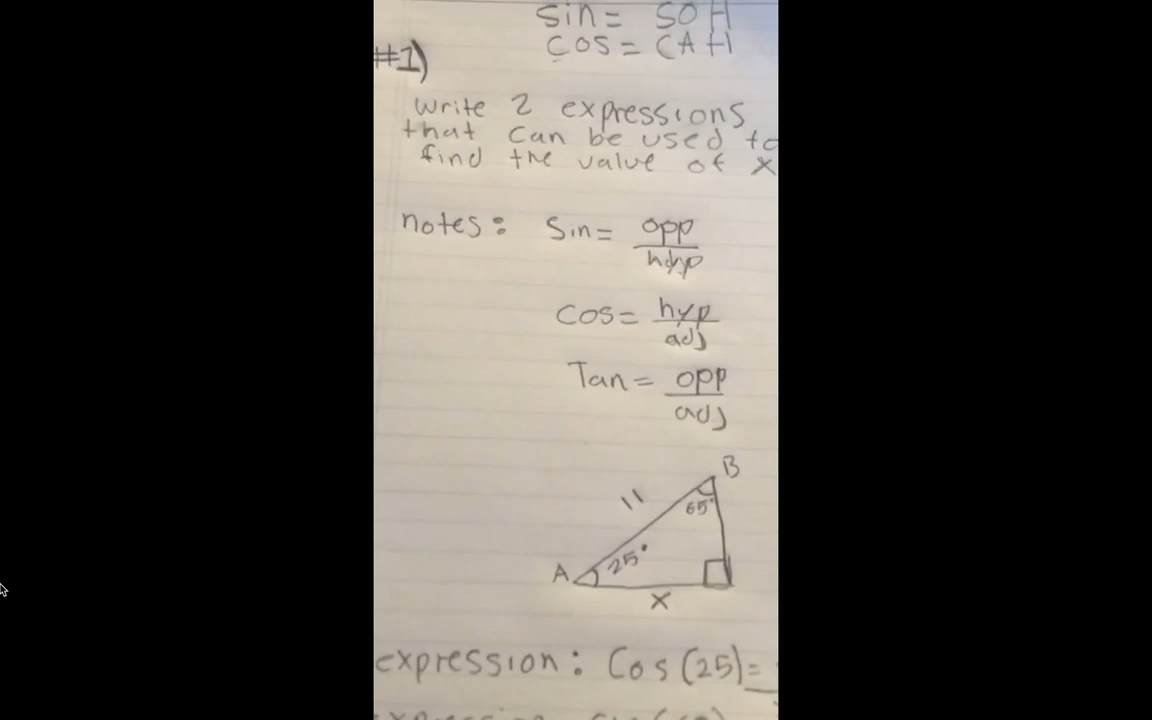 Sin = SOH
COS = CAH
#1)
Write 2 expressions
that can be used to
find the value of x
notes: Sin = opp/hyp
COS = hyp/adj
Tan = opp/adj
B
11
65°
25°
A
x
expression: Cos (25) =